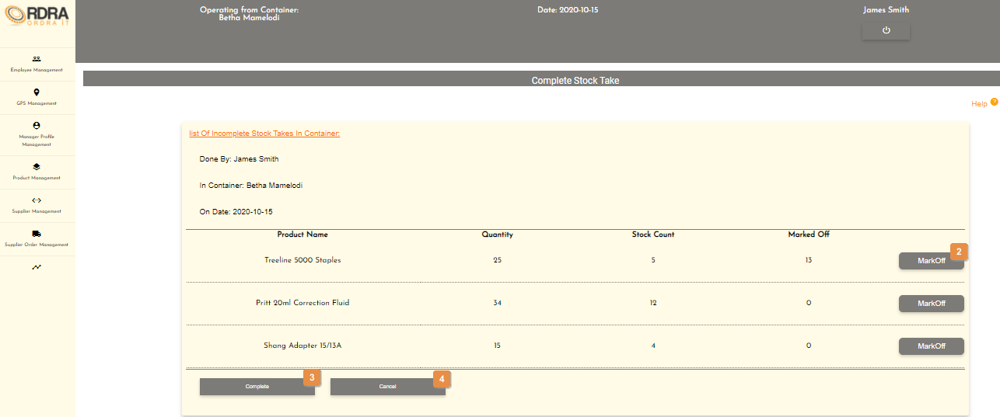 RDRA
ORDRA IT
Operating from Container:
Betha Mamelodi
Date: 2020-10-15
James Smith
Employee Management
GPS Management
Manager Profile
Management
Product Management
Supplier Management
Supplier Order Management
Complete Stock Take
Help ?
list Of Incomplete Stock Takes In Container:
Done By: James Smith
In Container: Betha Mamelodi
On Date: 2020-10-15
Product Name Quantity Stock Count Marked Off
2
Treeline 5000 Staples 25 5 13 MarkOff
Pritt 20ml Correction Fluid 34 12 0 MarkOff
Shang Adapter 15/13A 15 4 0 MarkOff
3 4
Complete Cancel